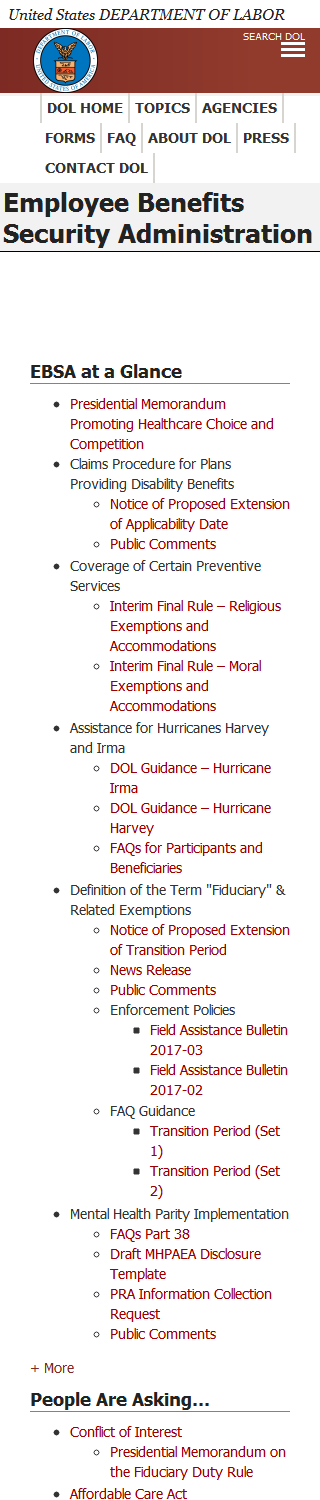 United States DEPARTMENT OF LABOR
SEARCH DOL
DOL HOME TOPICS AGENCIES
FORMS FAQ ABOUT DOL PRESS
CONTACT DOL
Employee Benefits
Security Administration
EBSA at a Glance
Presidential Memorandum
Promoting Healthcare Choice and
Competition
Claims Procedure for Plans
Providing Disability Benefits
Notice of Proposed Extension
of Applicability Date
Public Comments
Coverage of Certain Preventive
Services
Interim Final Rule – Religious
Exemptions and
Accommodations
Interim Final Rule – Moral
Exemptions and
Accommodations
Assistance for Hurricanes Harvey
and Irma
DOL Guidance – Hurricane
Irma
DOL Guidance – Hurricane
Harvey
FAQs for Participants and
Beneficiaries
Definition of the Term "Fiduciary" &
Related Exemptions
Notice of Proposed Extension
of Transition Period
News Release
Public Comments
Enforcement Policies
Field Assistance Bulletin
2017-03
Field Assistance Bulletin
2017-02
FAQ Guidance
Transition Period (Set
1)
Transition Period (Set
2)
Mental Health Parity Implementation
FAQs Part 38
Draft MHPAEA Disclosure
Template
PRA Information Collection
Request
Public Comments
+ More
People Are Asking...
Conflict of Interest
Presidential Memorandum on
the Fiduciary Duty Rule
Affordable Care Act